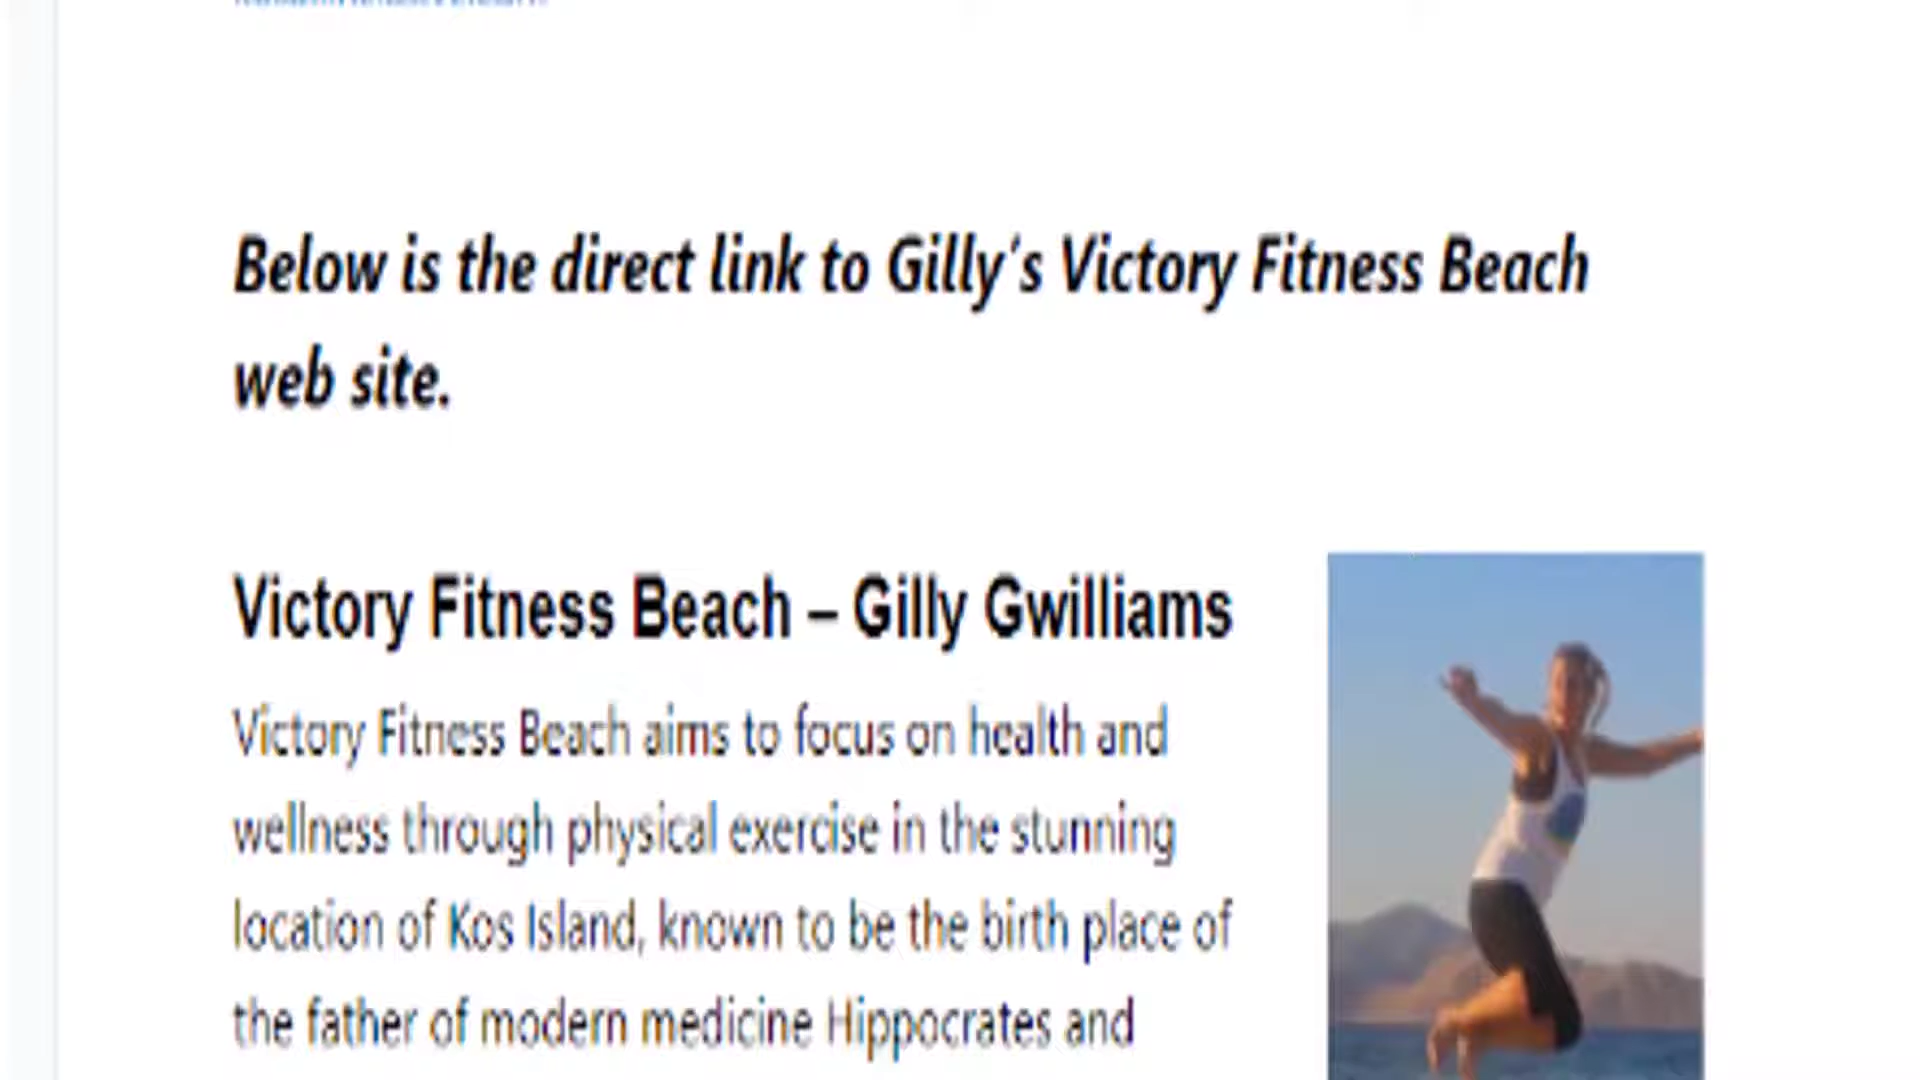 Below is the direct link to Gilly's Victory Fitness Beach
web site.
Victory Fitness Beach – Gilly Gwilliams
Victory Fitness Beach aims to focus on health and
wellness through physical exercise in the stunning
location of Kos Island, known to be the birth place of
the father of modern medicine Hippocrates and